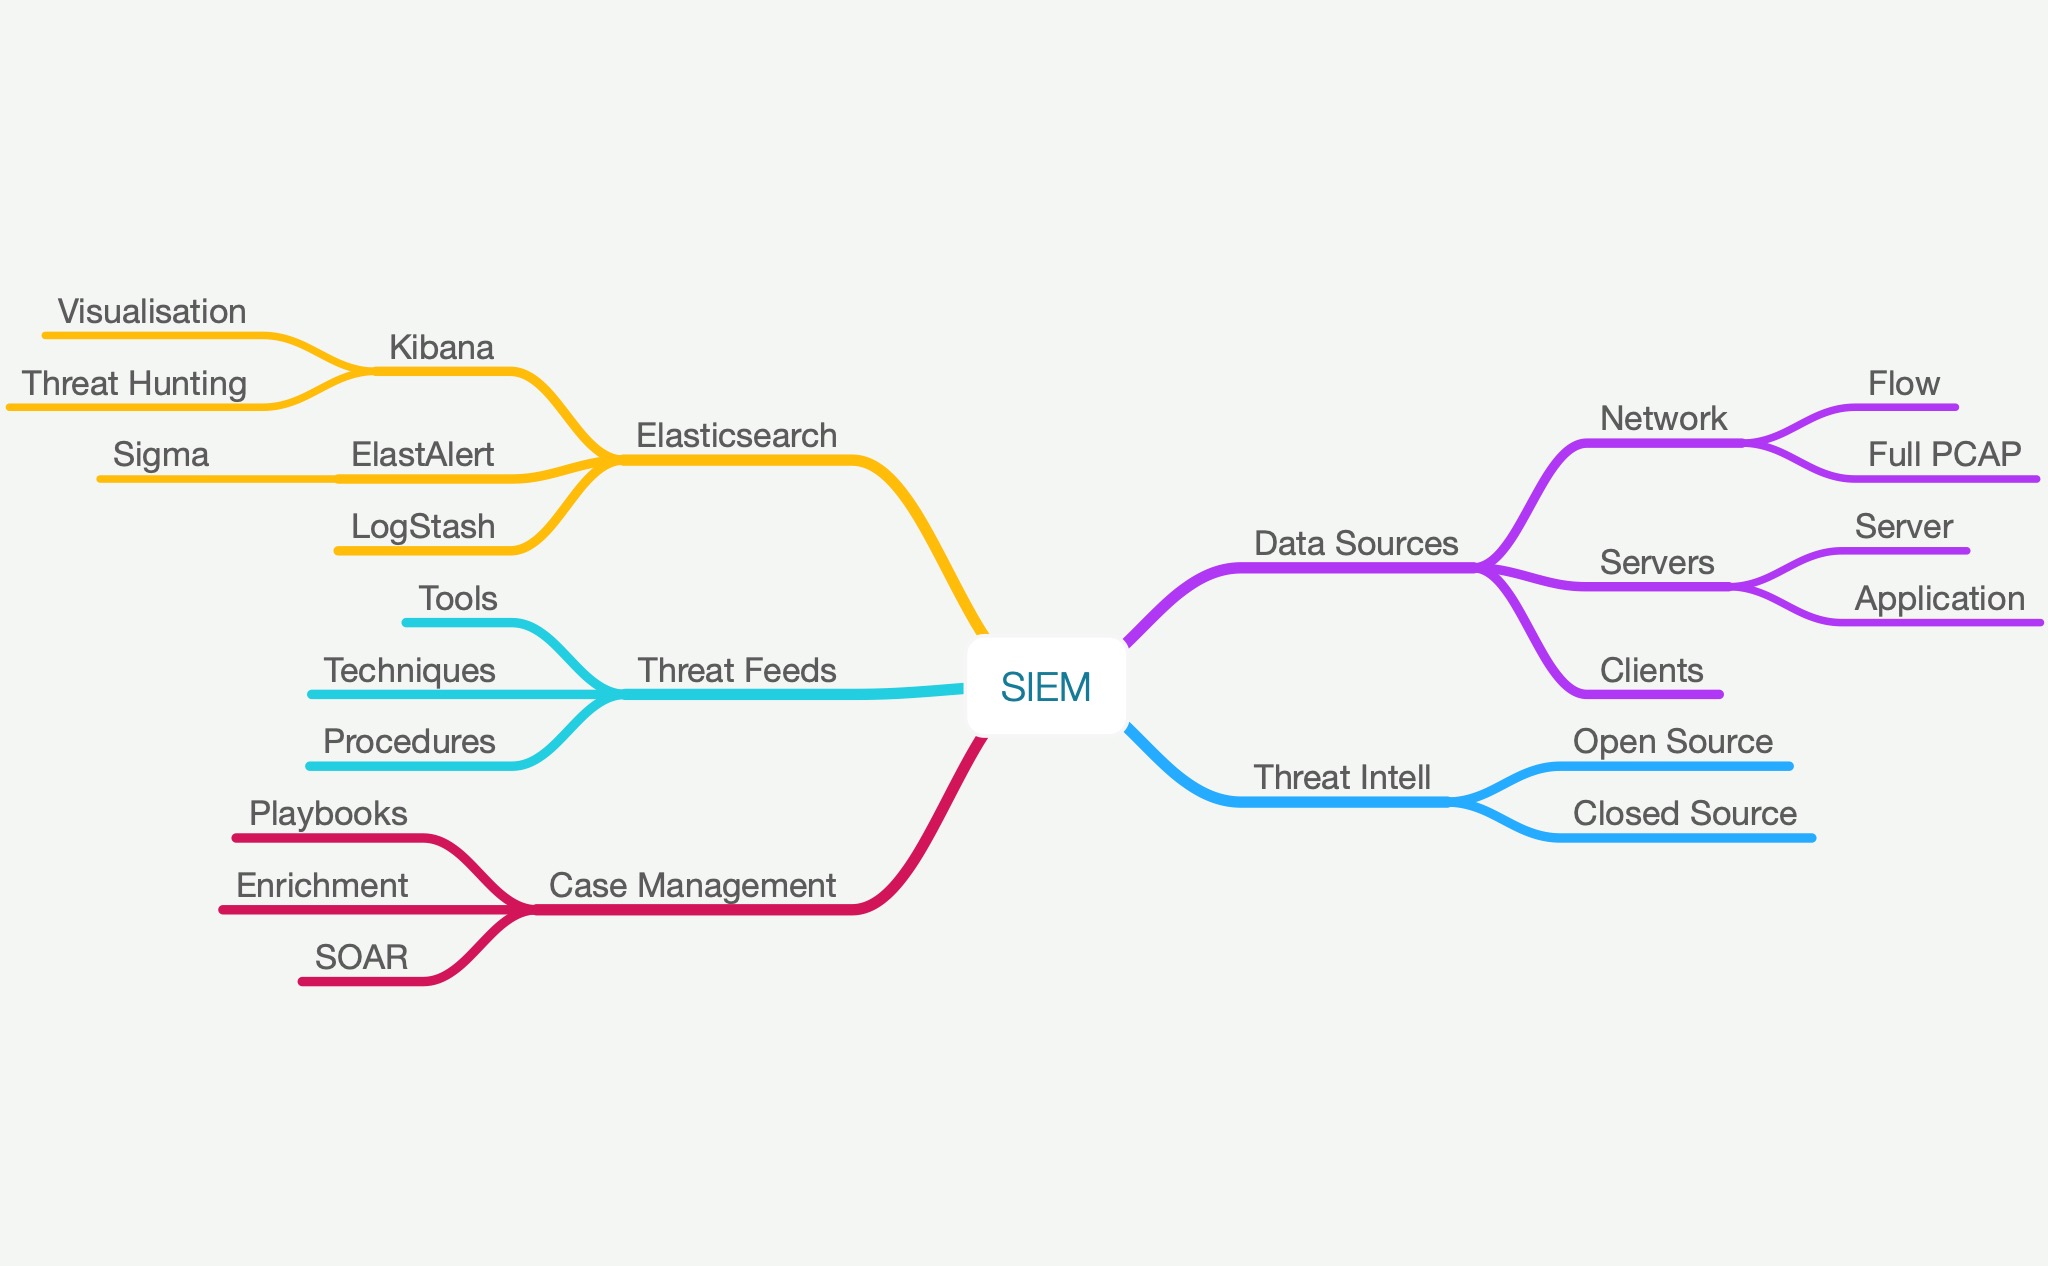 Visualisation
Threat Hunting
Kibana
Sigma
ElastAlert
LogStash
Elasticsearch
Tools
Techniques
Procedures
Threat Feeds
Playbooks
Enrichment
SOAR
Case Management
SIEM
Data Sources
Network
Flow
Full PCAP
Servers
Server
Application
Clients
Threat Intell
Open Source
Closed Source